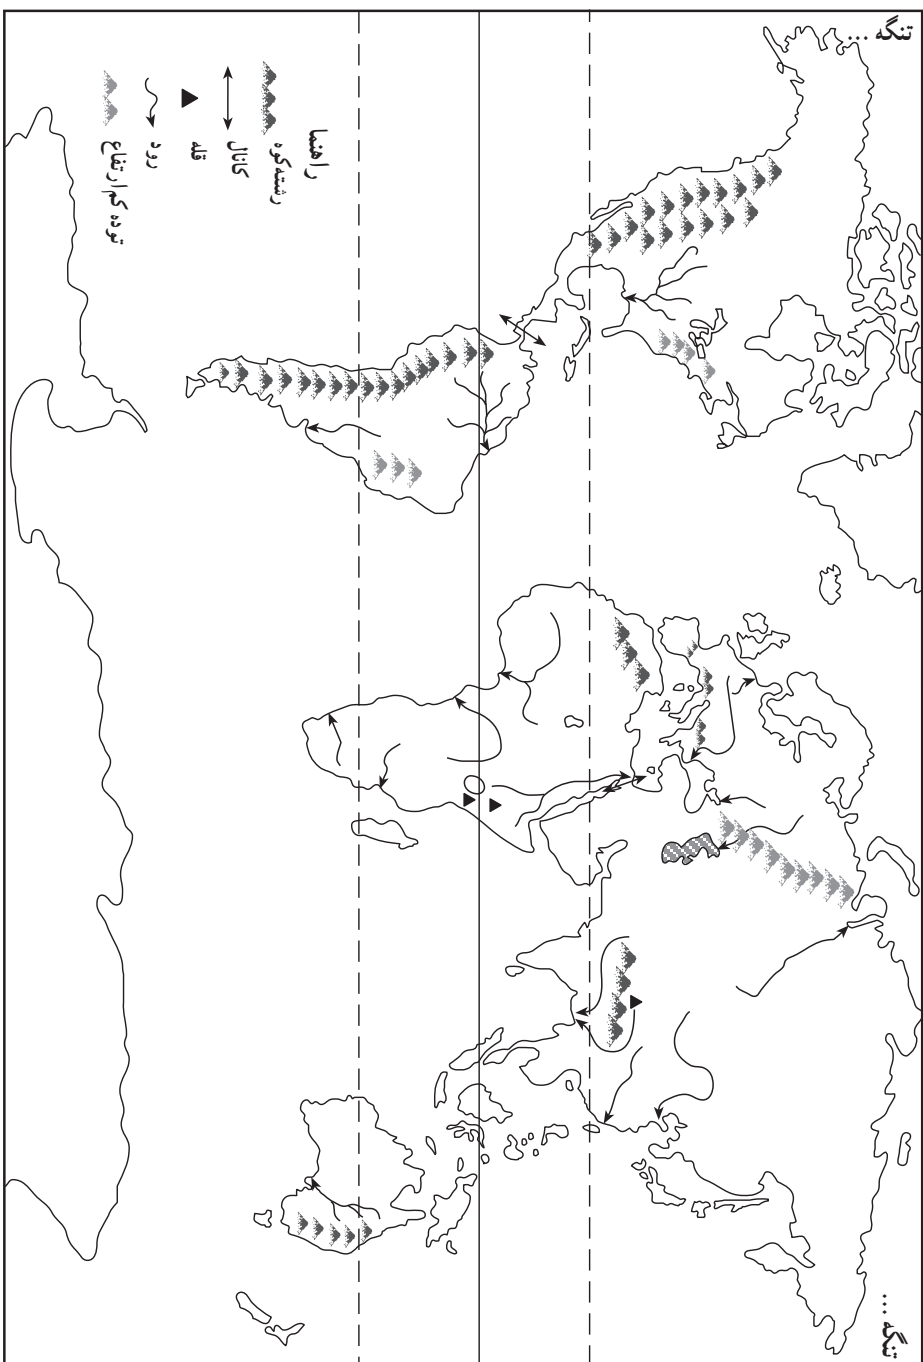 تنگه ...
راهنما
رشته‌کوه
کانال
قله
رود
توده کم‌ارتفاع
تنگه ...